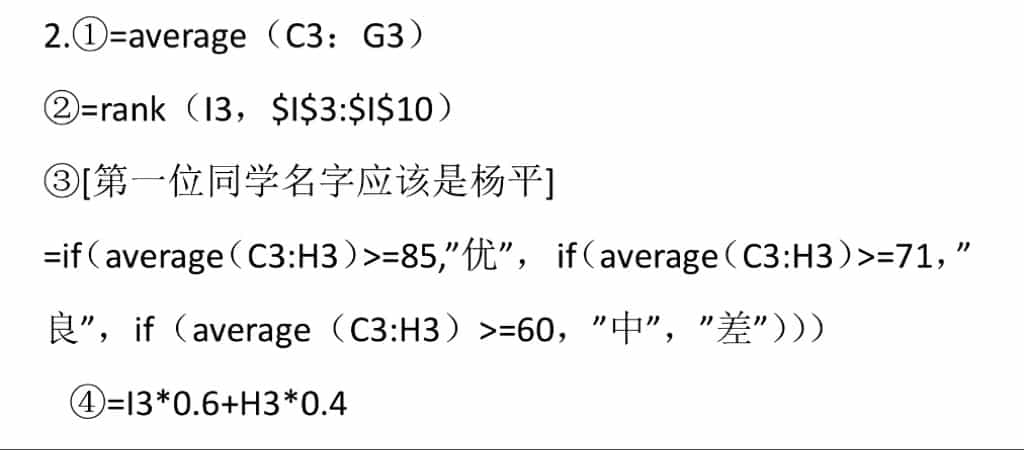 2.①=average（C3：G3）
②=rank（I3，$I$3:$I$10）
③[第一位同学名字应该是杨平]
=if（average（C3:H3）>=85,”优”，if（average（C3:H3）>=71，”
良”，if（average（C3:H3）>=60，”中”，”差”）））
④=I3*0.6+H3*0.4